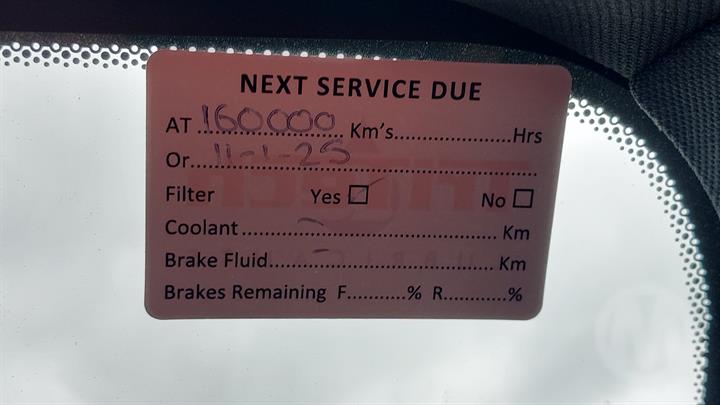 NEXT SERVICE DUE
AT 160000 Km's..................Hrs
Or 11-1-25
Filter Yes ☑ No ☐
Coolant.......................................... Km
Brake Fluid..................................... Km
Brakes Remaining F...........% R............%